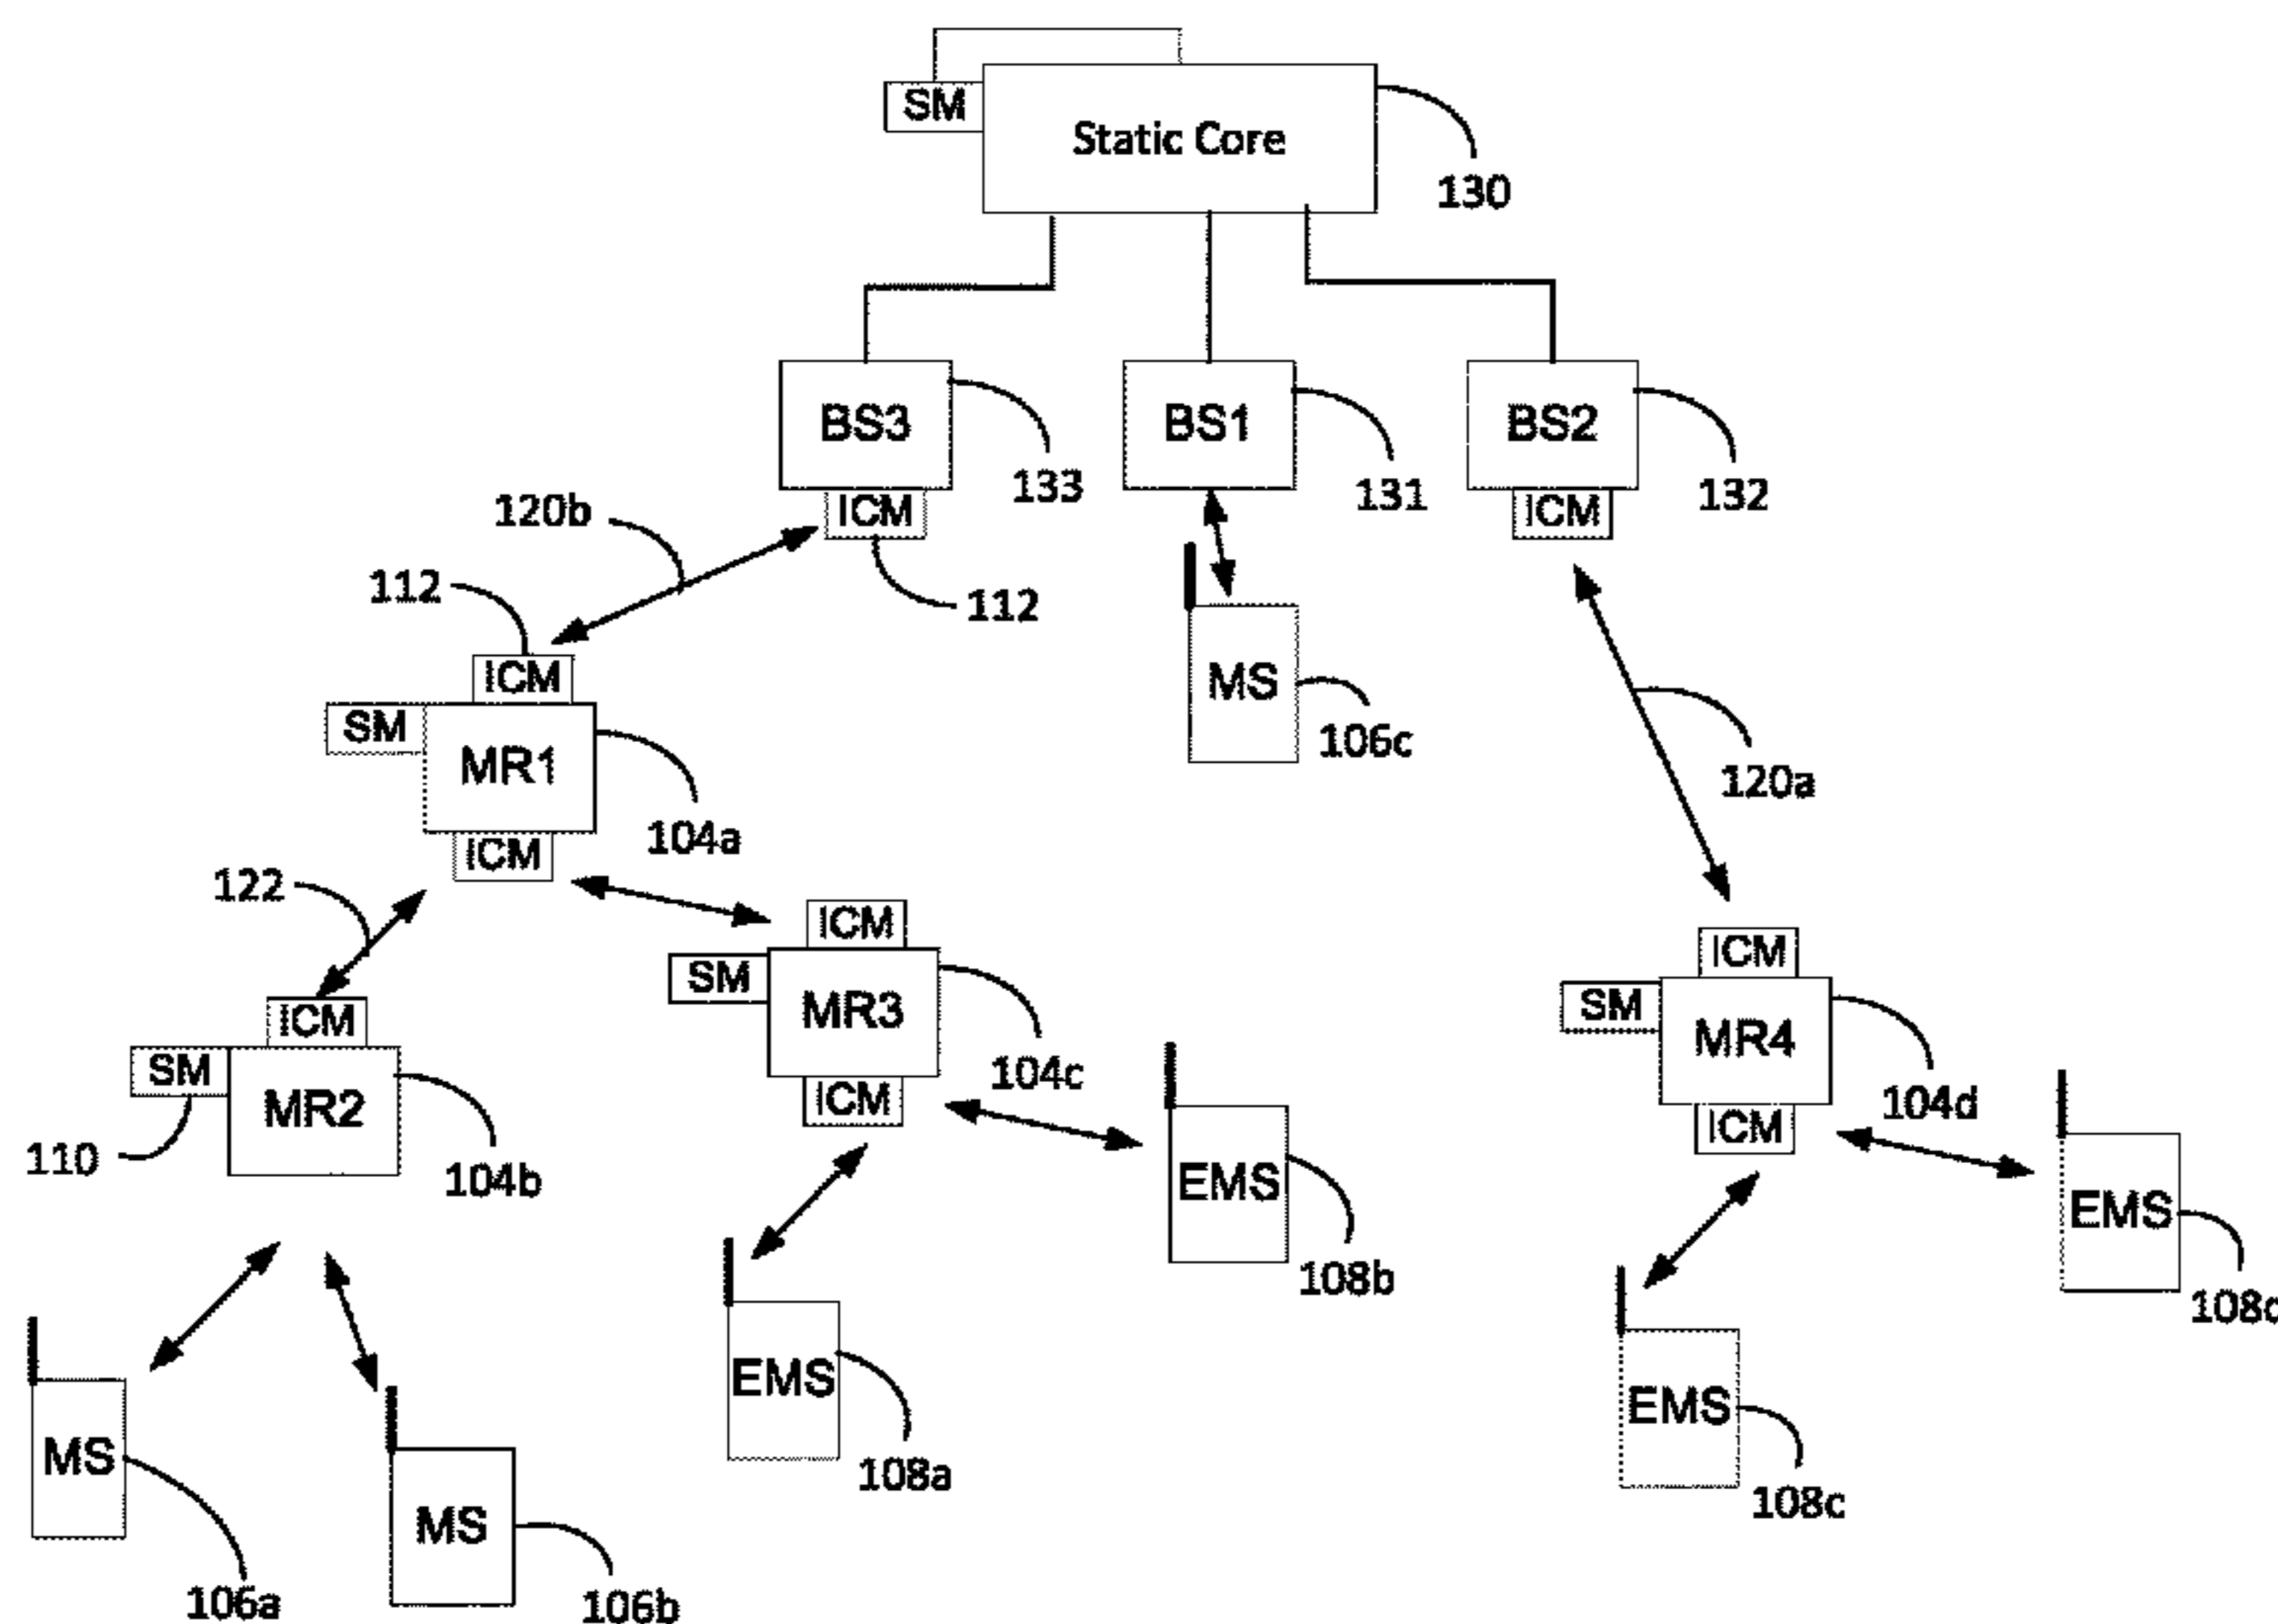 SM
Static Core
130
BS3
BS1
BS2
133
131
132
ICM
ICM
120b
112
112
ICM
MS
SM
MR1
106c
120a
104a
ICM
122
ICM
ICM
SM
MR3
SM
MR4
ICM
104c
SM
MR2
ICM
104d
ICM
110
104b
EMS
EMS
108b
108d
EMS
108a
EMS
108c
MS
MS
106a
106b